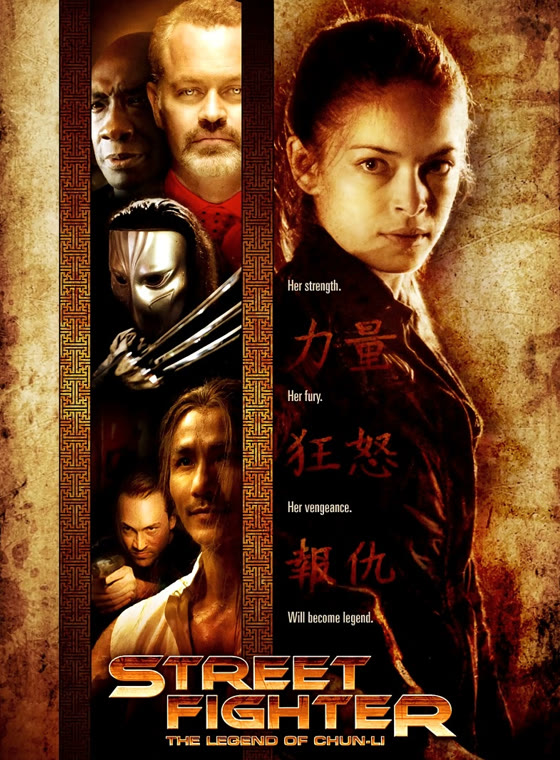 Her strength.
力量
Her fury.
狂怒
Her vengeance.
報仇
Will become legend.
STREET
FIGHTER
THE LEGEND OF CHUN-LI